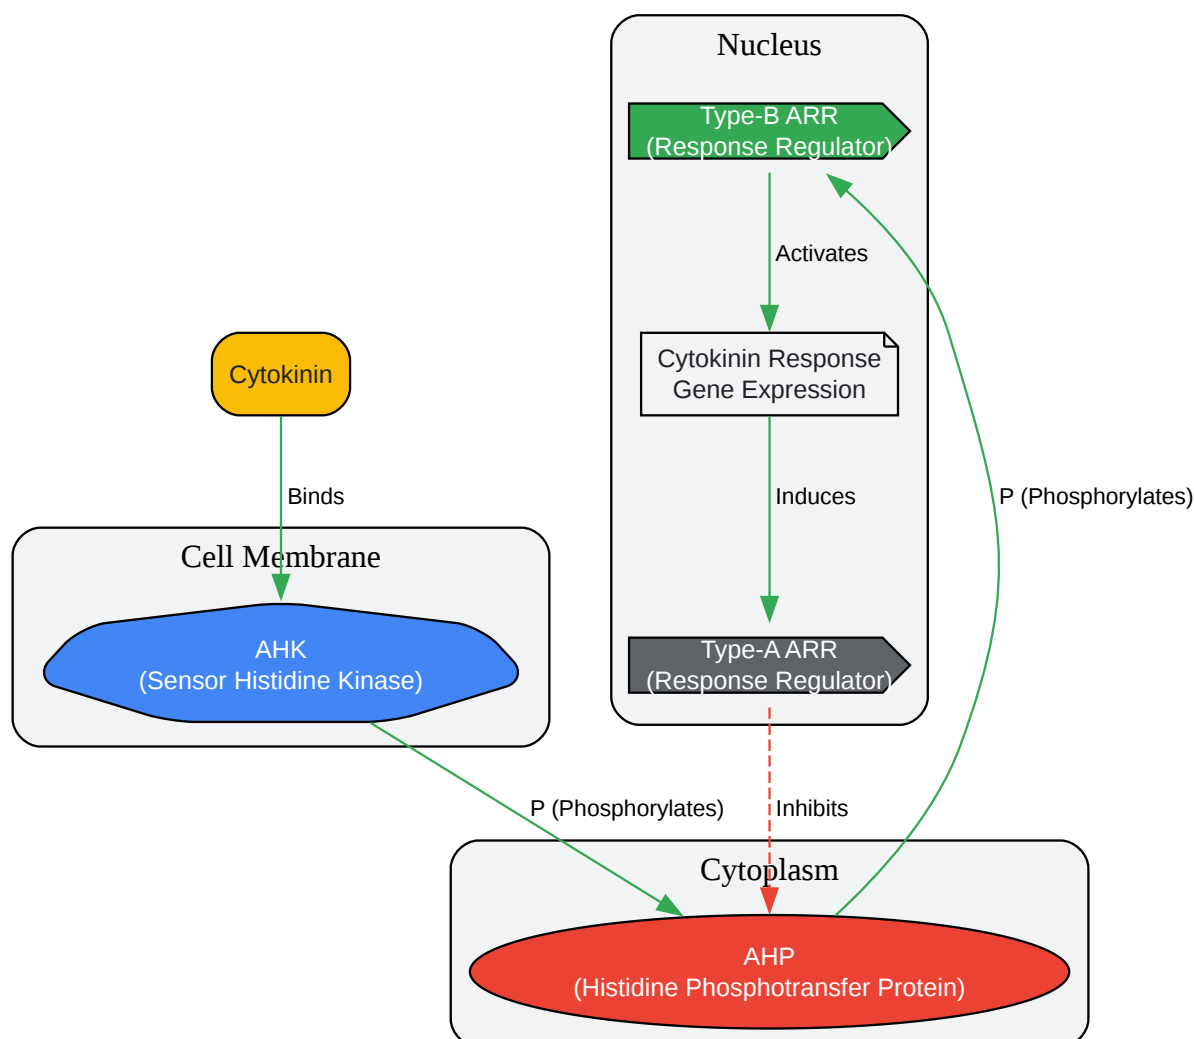 Nucleus
Type-B ARR
(Response Regulator)
Activates
Cytokinin Response
Gene Expression
Cytokinin
Binds
Induces
P (Phosphorylates)
Cell Membrane
AHK
(Sensor Histidine Kinase)
Type-A ARR
(Response Regulator)
P (Phosphorylates)
Inhibits
Cytoplasm
AHP
(Histidine Phosphotransfer Protein)